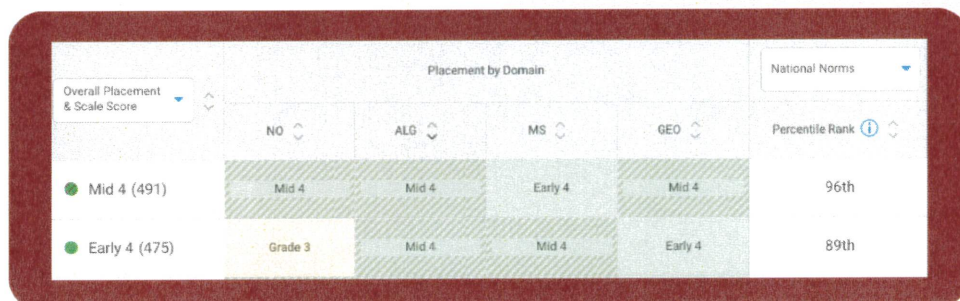 Placement by Domain
National Norms
Overall Placement
& Scale Score
NO
ALG
MS
GEO
Percentile Rank
Mid 4 (491)
Mid 4
Mid 4
Early 4
Mid 4
96th
Early 4 (475)
Grade 3
Mid 4
Mid 4
Early 4
89th